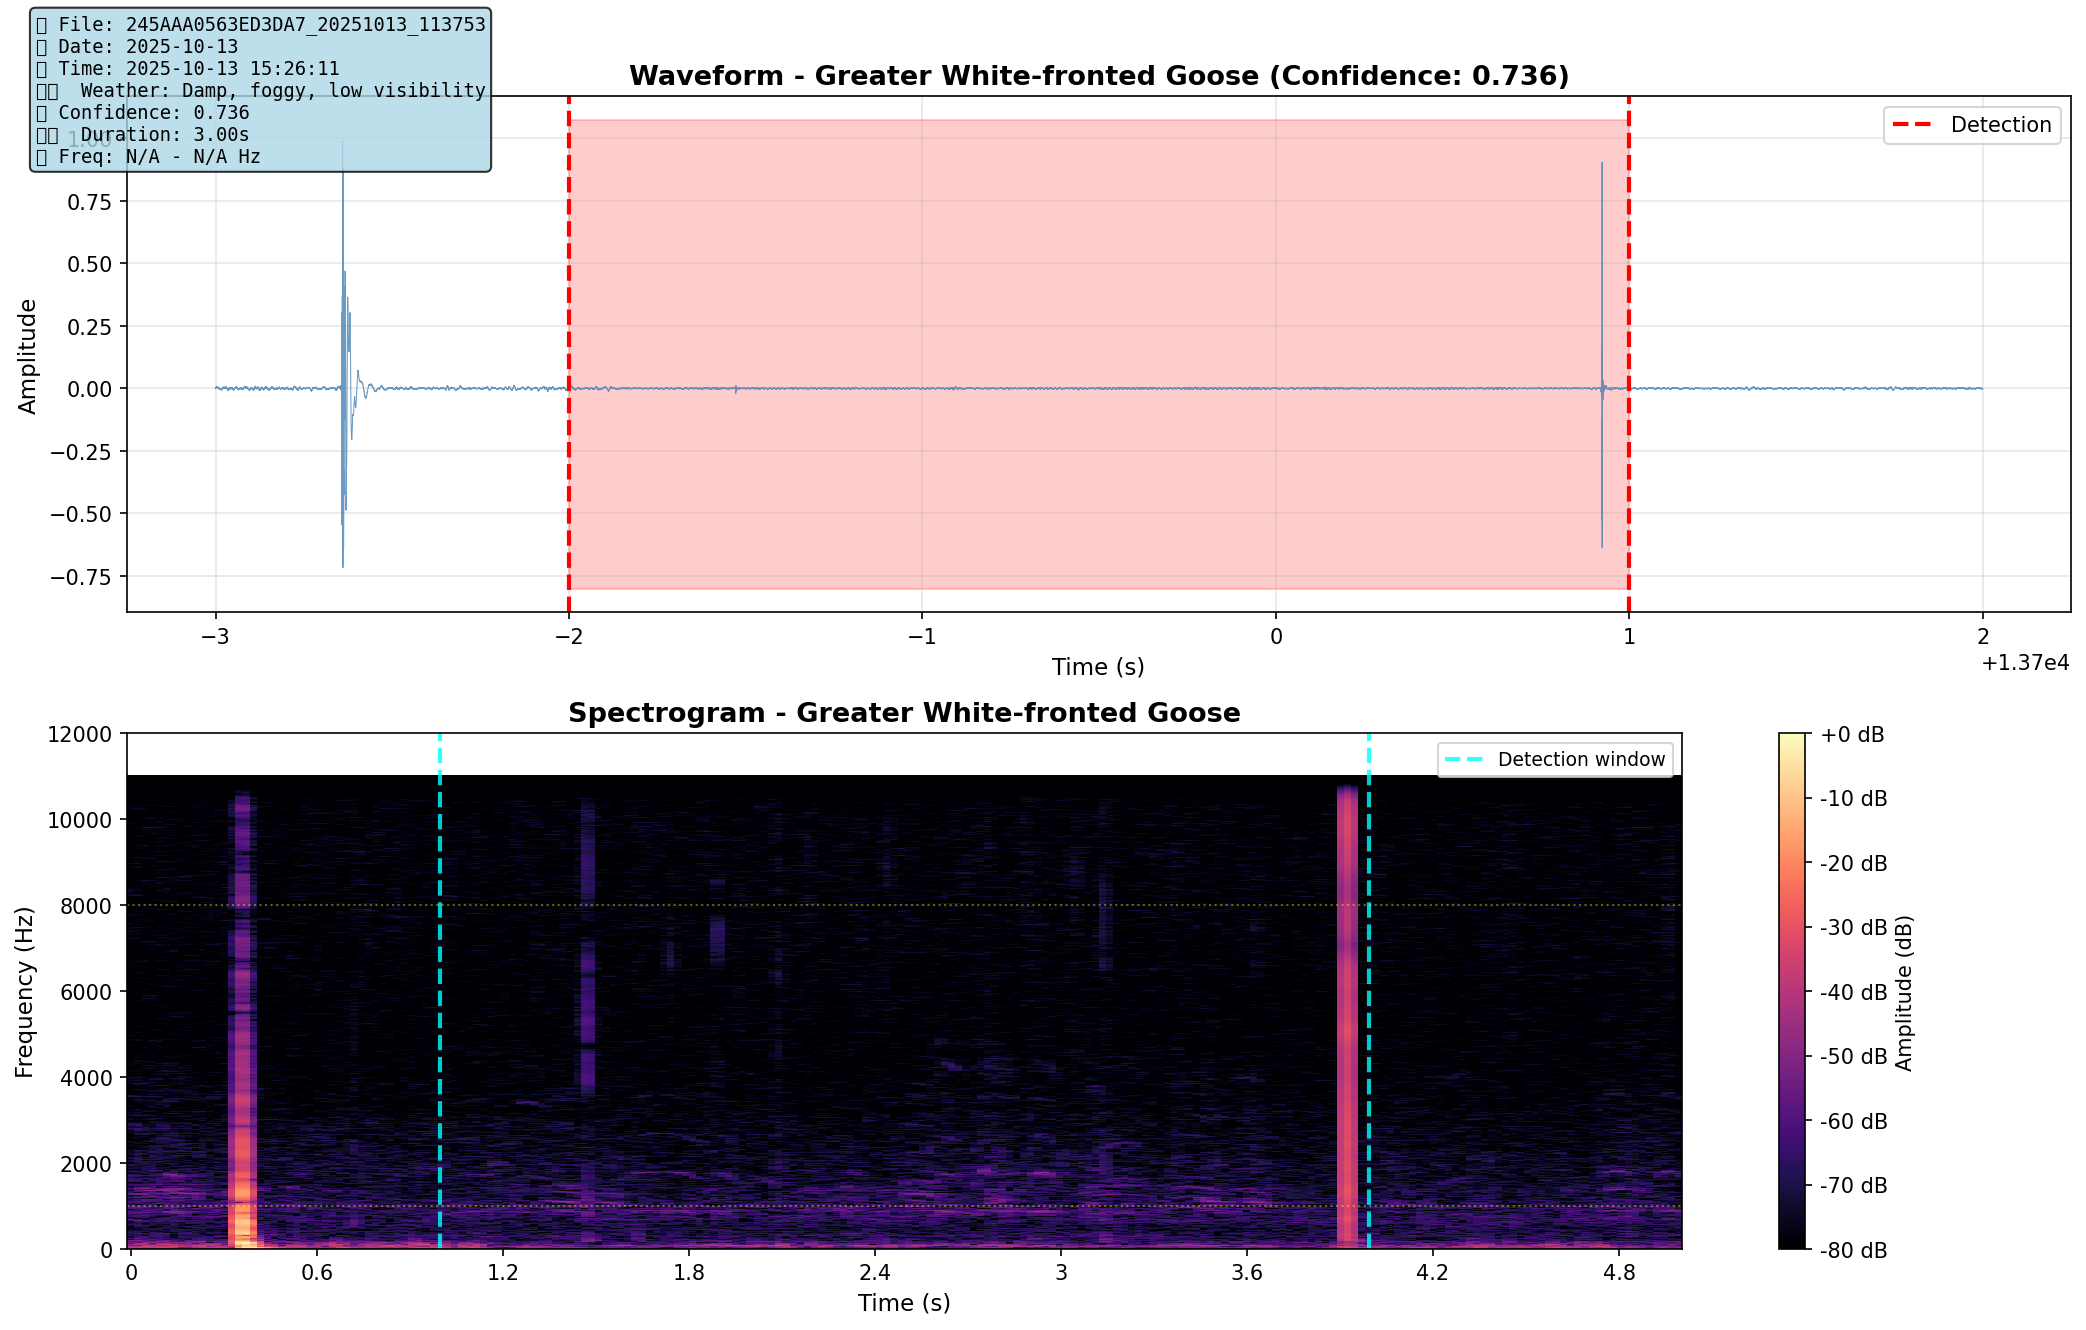 File: 245AAA0563ED3DA7_20251013_113753
Date: 2025-10-13
Time: 2025-10-13 15:26:11
Weather: Damp, foggy, low visibility
Confidence: 0.736
Duration: 3.00s
Freq: N/A - N/A Hz
Waveform - Greater White-fronted Goose (Confidence: 0.736)
Detection
Amplitude
1.00
0.75
0.50
0.25
0.00
−0.25
−0.50
−0.75
−3 −2 −1 0 1 2
+1.37e4
Time (s)
Spectrogram - Greater White-fronted Goose
Detection window
Frequency (Hz)
12000
10000
8000
6000
4000
2000
0
0 0.6 1.2 1.8 2.4 3 3.6 4.2 4.8
Time (s)
+0 dB
-10 dB
-20 dB
-30 dB
-40 dB
-50 dB
-60 dB
-70 dB
-80 dB
Amplitude (dB)